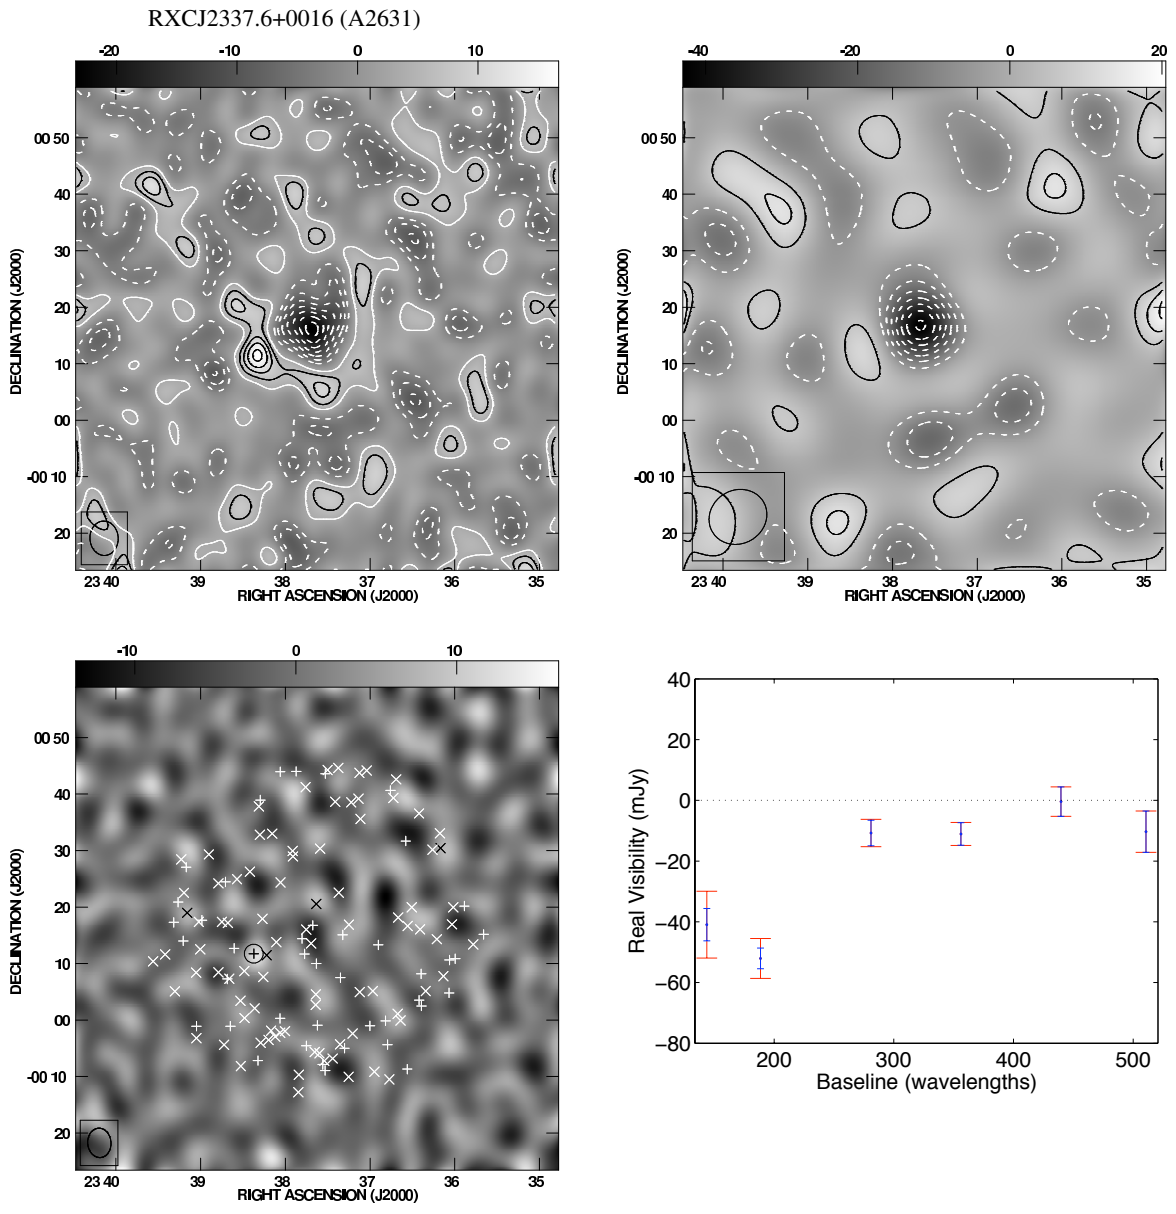 RXCJ2337.6+0016 (A2631)
-20 -10 0 10
00 50
40
30
20
10
00
-00 10
20
DECLINATION (J2000)
23 40 39 38 37 36 35
RIGHT ASCENSION (J2000)
-40 -20 0 20
00 50
40
30
20
10
00
-00 10
20
DECLINATION (J2000)
23 40 39 38 37 36 35
RIGHT ASCENSION (J2000)
-10 0 10
00 50
40
30
20
10
00
-00 10
20
DECLINATION (J2000)
23 40 39 38 37 36 35
RIGHT ASCENSION (J2000)
40
20
0
−20
−40
−60
−80
Real Visibility (mJy)
200 300 400 500
Baseline (wavelengths)